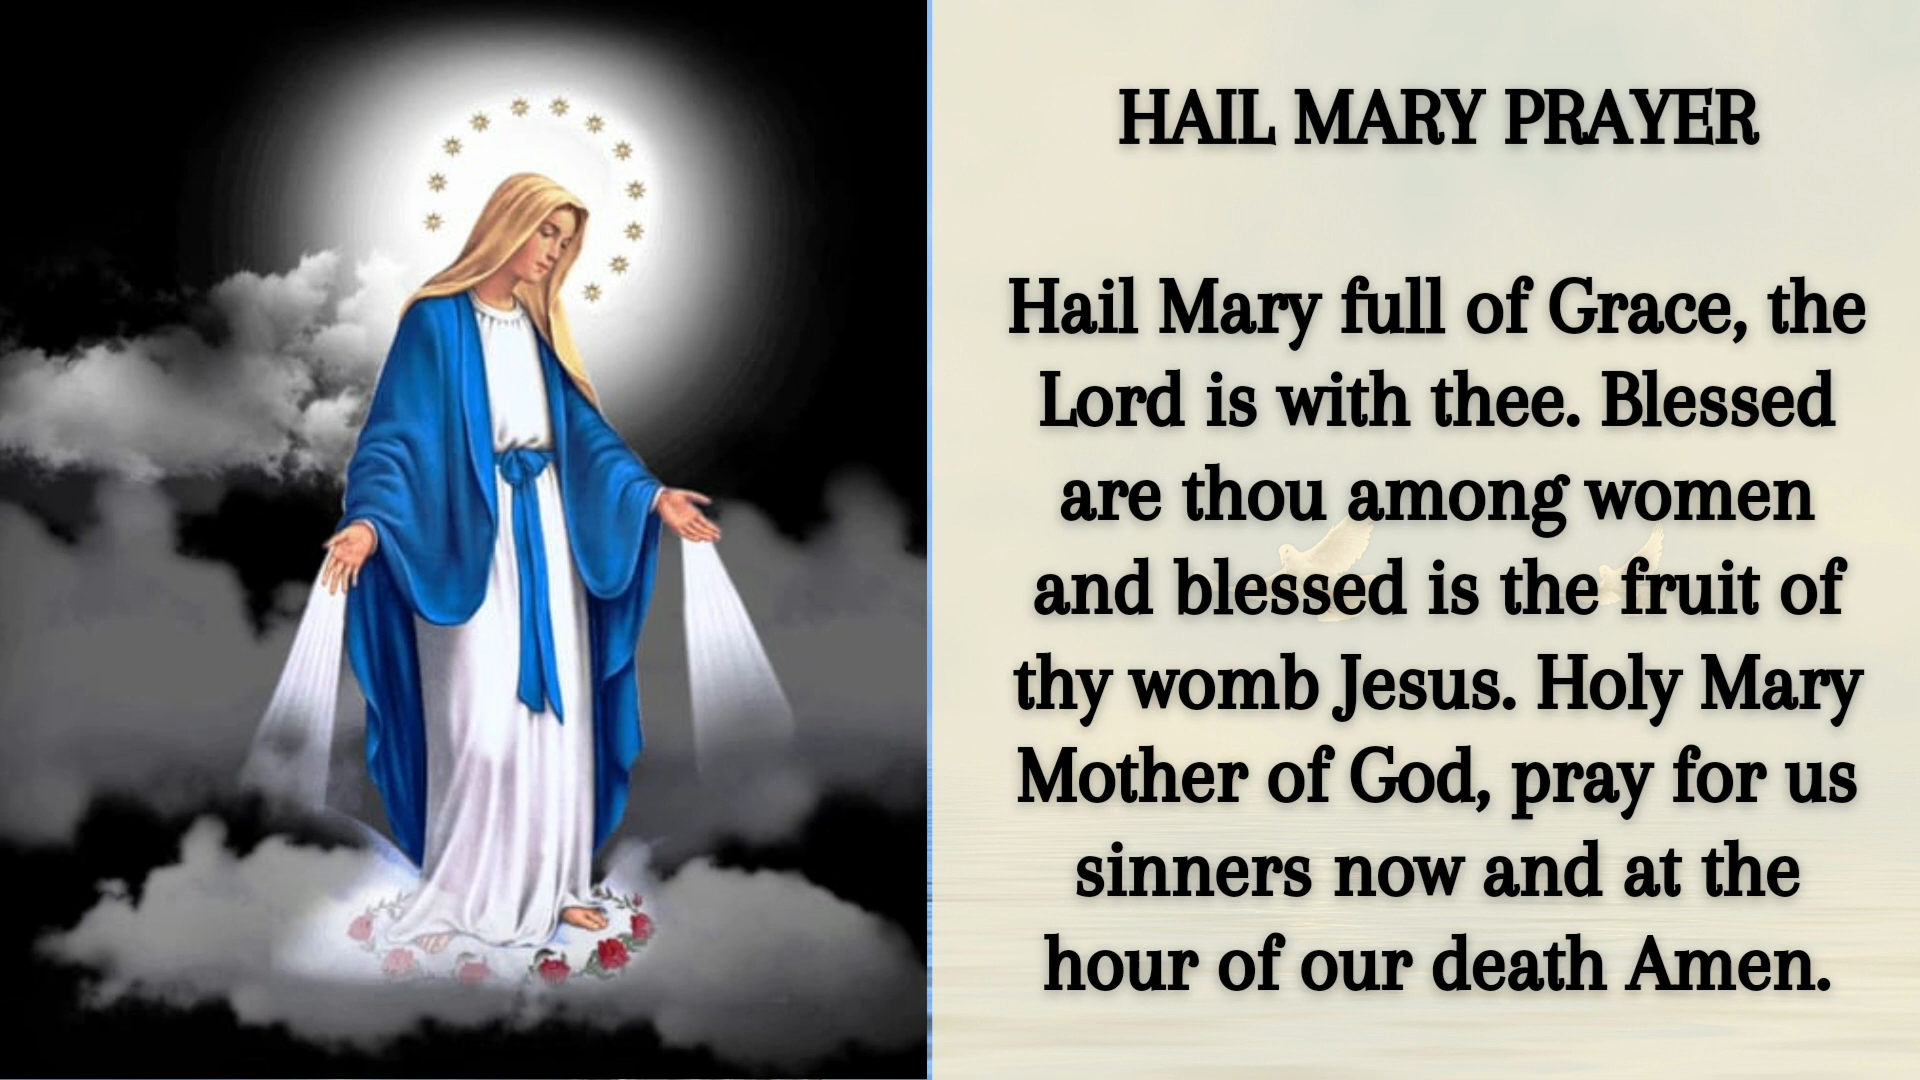 HAIL MARY PRAYER
Hail Mary full of Grace, the
Lord is with thee. Blessed
are thou among women
and blessed is the fruit of
thy womb Jesus. Holy Mary
Mother of God, pray for us
sinners now and at the
hour of our death Amen.